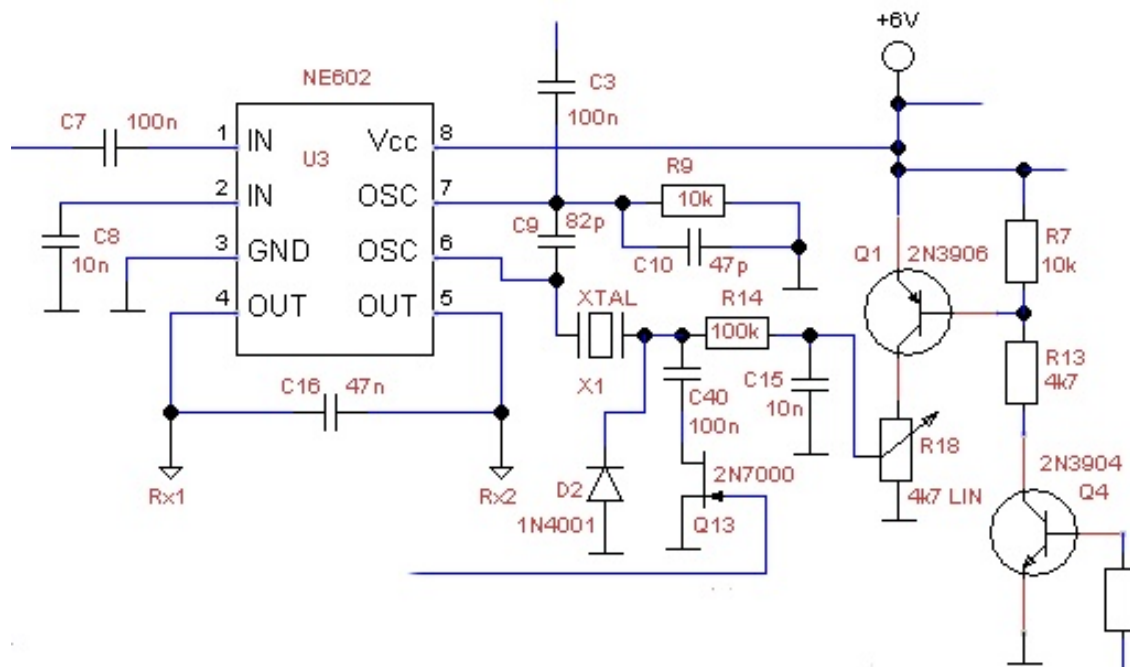 +6V
NE602
C3
100n
C7
100n
1
IN
Vcc
8
U3
R9
10k
2
IN
OSC
7
C9
82p
C8
10n
3
GND
OSC
6
C10
47p
Q1
2N3906
R7
10k
4
OUT
OUT
5
XTAL
R14
100k
X1
C16
47n
C40
100n
C15
10n
R13
4k7
R18
4k7 LIN
Rx1
Rx2
D2
1N4001
2N7000
Q13
2N3904
Q4